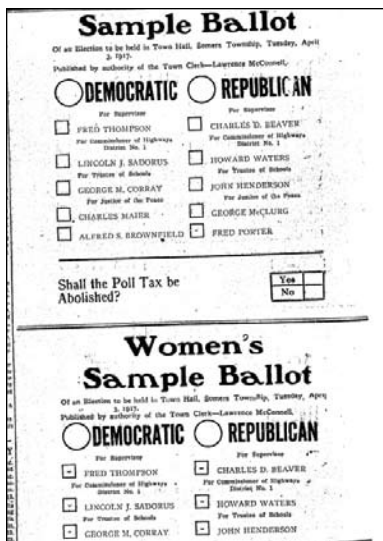 Sample Ballot
Of an Election to be held in Town Hall, Somers Township, Tuesday, April
3, 1917.
Published by authority of the Town Clerk—Lawrence McConnell.
DEMOCRATIC
For Supervisor
FRED THOMPSON
For Commissioner of Highways
District No. 1
LINCOLN J. SADORUS
For Trustee of Schools
GEORGE M. CORRAY
For Justice of the Peace
CHARLES MAIER
ALFRED S. BROWNFIELD
REPUBLICAN
For Supervisor
CHARLES D. BEAVER
For Commissioner of Highways
District No. 1
HOWARD WATERS
For Trustee of Schools
JOHN HENDERSON
For Justice of the Peace
GEORGE McCLURG
FRED PORTER
Shall the Poll Tax be
Abolished?
Yes
No
Women's
Sample Ballot
Of an Election to be held in Town Hall, Somers Township, Tuesday, April
3, 1917.
Published by authority of the Town Clerk—Lawrence McConnell.
DEMOCRATIC
For Supervisor
FRED THOMPSON
For Commissioner of Highways
District No. 1
LINCOLN J. SADORUS
For Trustee of Schools
GEORGE M. CORRAY
REPUBLICAN
For Supervisor
CHARLES D. BEAVER
For Commissioner of Highways
District No. 1
HOWARD WATERS
For Trustee of Schools
JOHN HENDERSON